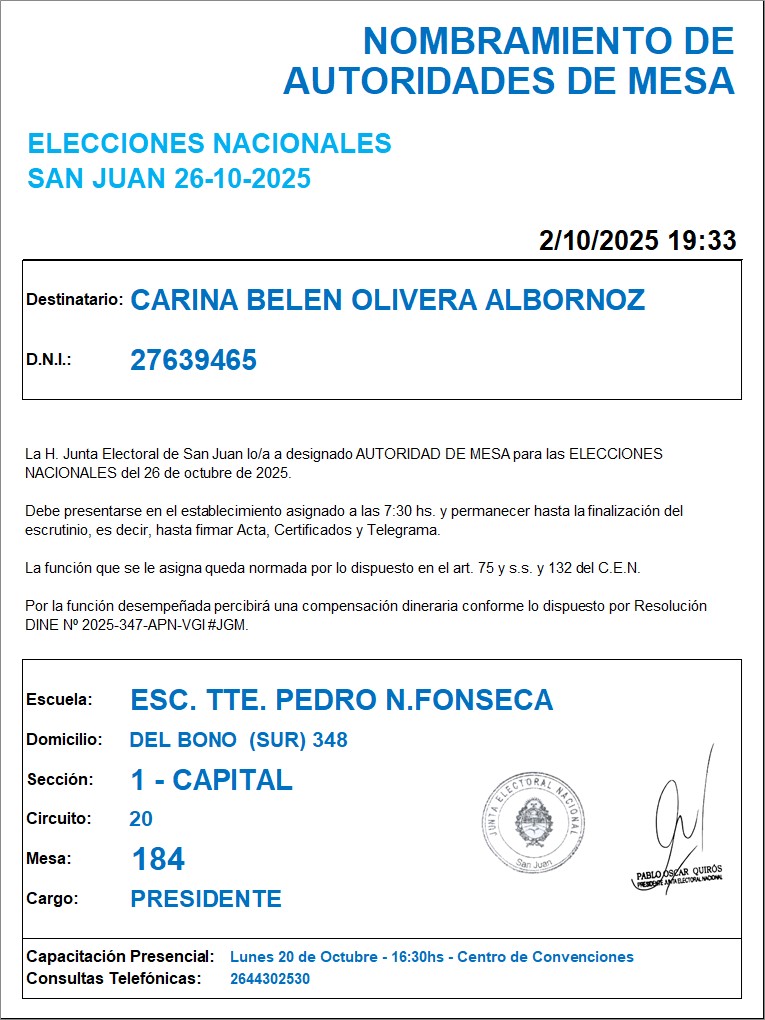 NOMBRAMIENTO DE
AUTORIDADES DE MESA
ELECCIONES NACIONALES
SAN JUAN 26-10-2025
2/10/2025 19:33
Destinatario: CARINA BELEN OLIVERA ALBORNOZ
D.N.I.: 27639465
La H. Junta Electoral de San Juan lo/a a designado AUTORIDAD DE MESA para las ELECCIONES
NACIONALES del 26 de octubre de 2025.
Debe presentarse en el establecimiento asignado a las 7:30 hs. y permanecer hasta la finalización del
escrutinio, es decir, hasta firmar Acta, Certificados y Telegrama.
La función que se le asigna queda normada por lo dispuesto en el art. 75 y s.s. y 132 del C.E.N.
Por la función desempeñada percibirá una compensación dineraria conforme lo dispuesto por Resolución
DINE Nº 2025-347-APN-VGI#JGM.
Escuela: ESC. TTE. PEDRO N.FONSECA
Domicilio: DEL BONO (SUR) 348
Sección: 1 - CAPITAL
Circuito: 20
Mesa: 184
Cargo: PRESIDENTE
JUNTA ELECTORAL NACIONAL
San Juan
PABLO OSCAR QUIRÓS
PRESIDENTE JUNTA ELECTORAL NACIONAL
Capacitación Presencial: Lunes 20 de Octubre - 16:30hs - Centro de Convenciones
Consultas Telefónicas: 2644302530